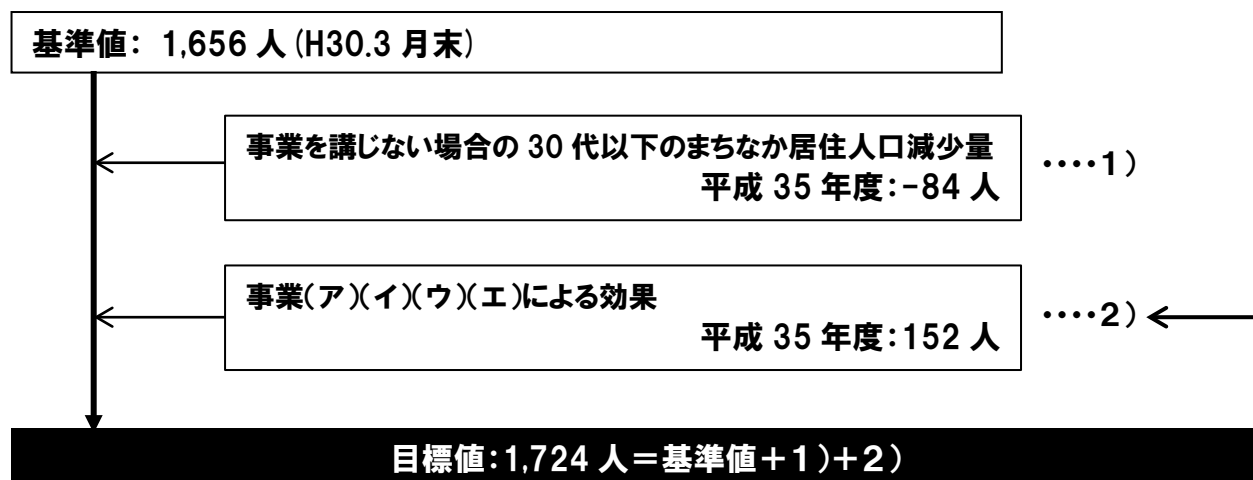 基準値： 1,656 人(H30.3 月末)
事業を講じない場合の 30 代以下のまちなか居住人口減少量
平成 35 年度：-84 人
‥‥１）
事業(ア)(イ)(ウ)(エ)による効果
平成 35 年度：152 人
‥‥２）
目標値：1,724 人＝基準値＋１）＋２）